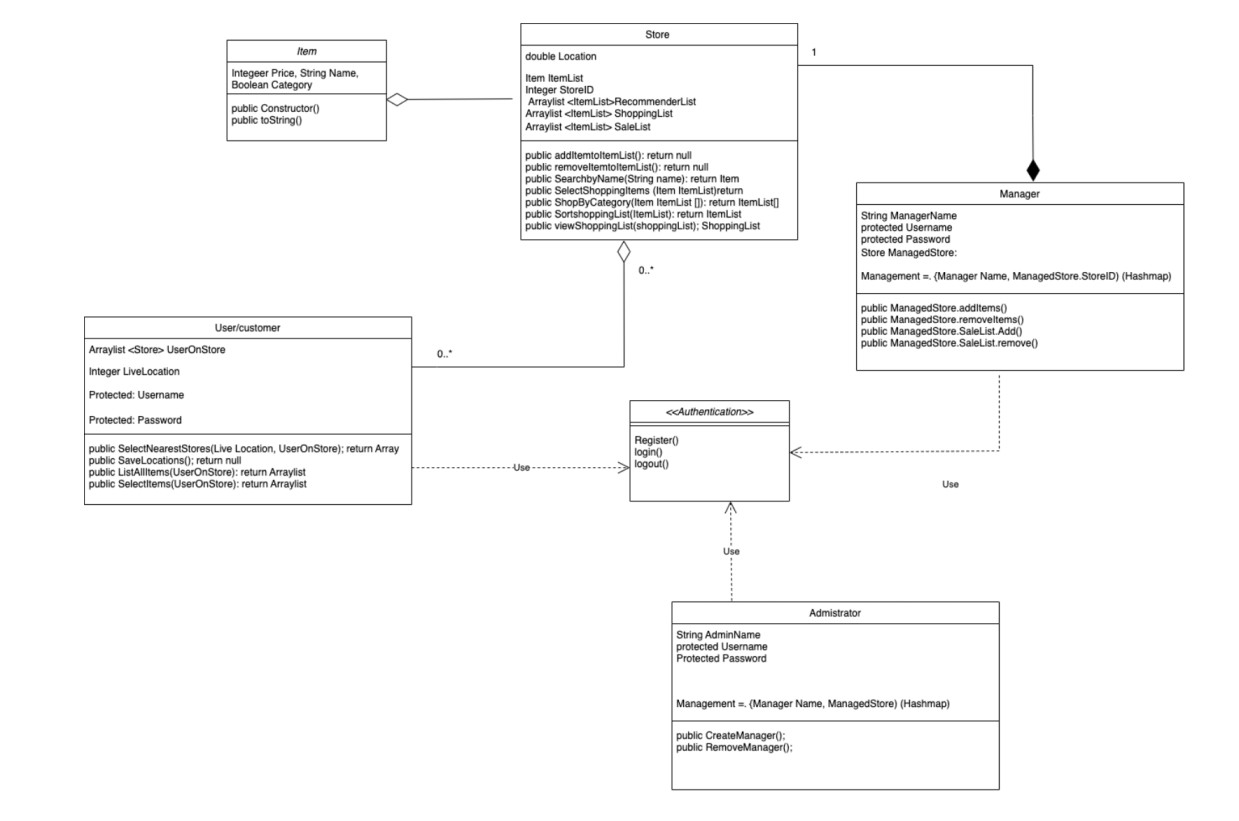 Item
Integeer Price, String Name,
Boolean Category
public Constructor()
public toString()
Store
double Location
Item ItemList
Integer StoreID
Arraylist <ItemList>RecommenderList
Arraylist <ItemList> ShoppingList
Arraylist <ItemList> SaleList
public addItemtoItemList(): return null
public removeItemtoItemList(): return null
public SearchbyName(String name): return Item
public SelectShoppingItems (Item ItemList)return
public ShopByCategory(Item ItemList []): return ItemList[]
public SortshoppingList(ItemList): return ItemList
public viewShoppingList(shoppingList); ShoppingList
1
Manager
String ManagerName
protected Username
protected Password
Store ManagedStore:
Management =. {Manager Name, ManagedStore.StoreID) (Hashmap)
public ManagedStore.addItems()
public ManagedStore.removeItems()
public ManagedStore.SaleList.Add()
public ManagedStore.SaleList.remove()
0..*
0..*
User/customer
Arraylist <Store> UserOnStore
Integer LiveLocation
Protected: Username
Protected: Password
public SelectNearestStores(Live Location, UserOnStore); return Array
public SaveLocations(); return null
public ListAllItems(UserOnStore): return Arraylist
public SelectItems(UserOnStore): return Arraylist
Use
<<Authentication>>
Register()
login()
logout()
Use
Use
Admistrator
String AdminName
protected Username
Protected Password
Management =. {Manager Name, ManagedStore) (Hashmap)
public CreateManager();
public RemoveManager();